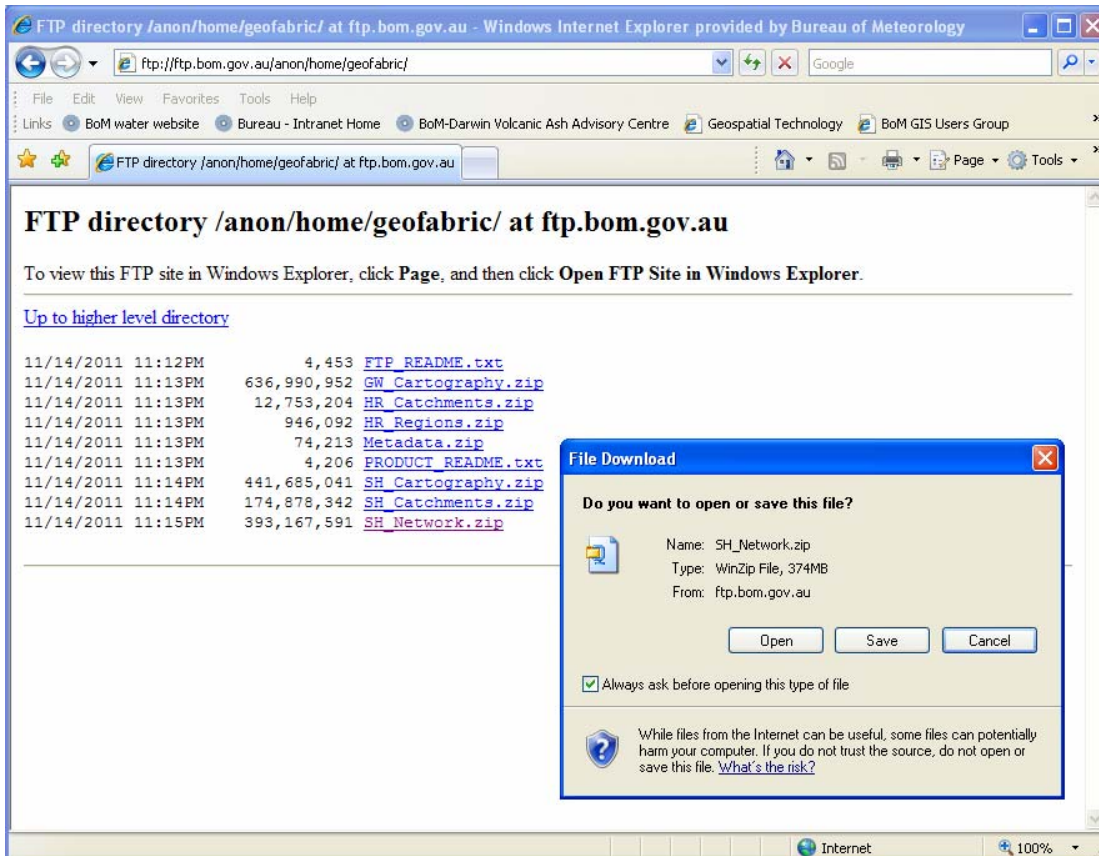 FTP directory /anon/home/geofabric/ at ftp.bom.gov.au - Windows Internet Explorer provided by Bureau of Meteorology
ftp://ftp.bom.gov.au/anon/home/geofabric/
Google
File Edit View Favorites Tools Help
Links BoM water website Bureau - Intranet Home BoM-Darwin Volcanic Ash Advisory Centre Geospatial Technology BoM GIS Users Group
FTP directory /anon/home/geofabric/ at ftp.bom.gov.au
Page Tools
FTP directory /anon/home/geofabric/ at ftp.bom.gov.au
To view this FTP site in Windows Explorer, click Page, and then click Open FTP Site in Windows Explorer.
Up to higher level directory
11/14/2011 11:12PM 4,453 FTP_README.txt
11/14/2011 11:13PM 636,990,952 GW_Cartography.zip
11/14/2011 11:13PM 12,753,204 HR_Catchments.zip
11/14/2011 11:13PM 946,092 HR_Regions.zip
11/14/2011 11:13PM 74,213 Metadata.zip
11/14/2011 11:13PM 4,206 PRODUCT_README.txt
11/14/2011 11:14PM 441,685,041 SH_Cartography.zip
11/14/2011 11:14PM 174,878,342 SH_Catchments.zip
11/14/2011 11:15PM 393,167,591 SH_Network.zip
File Download
Do you want to open or save this file?
Name: SH_Network.zip
Type: WinZip File, 374MB
From: ftp.bom.gov.au
Open Save Cancel
Always ask before opening this type of file
While files from the Internet can be useful, some files can potentially
harm your computer. If you do not trust the source, do not open or
save this file. What's the risk?
Internet 100%